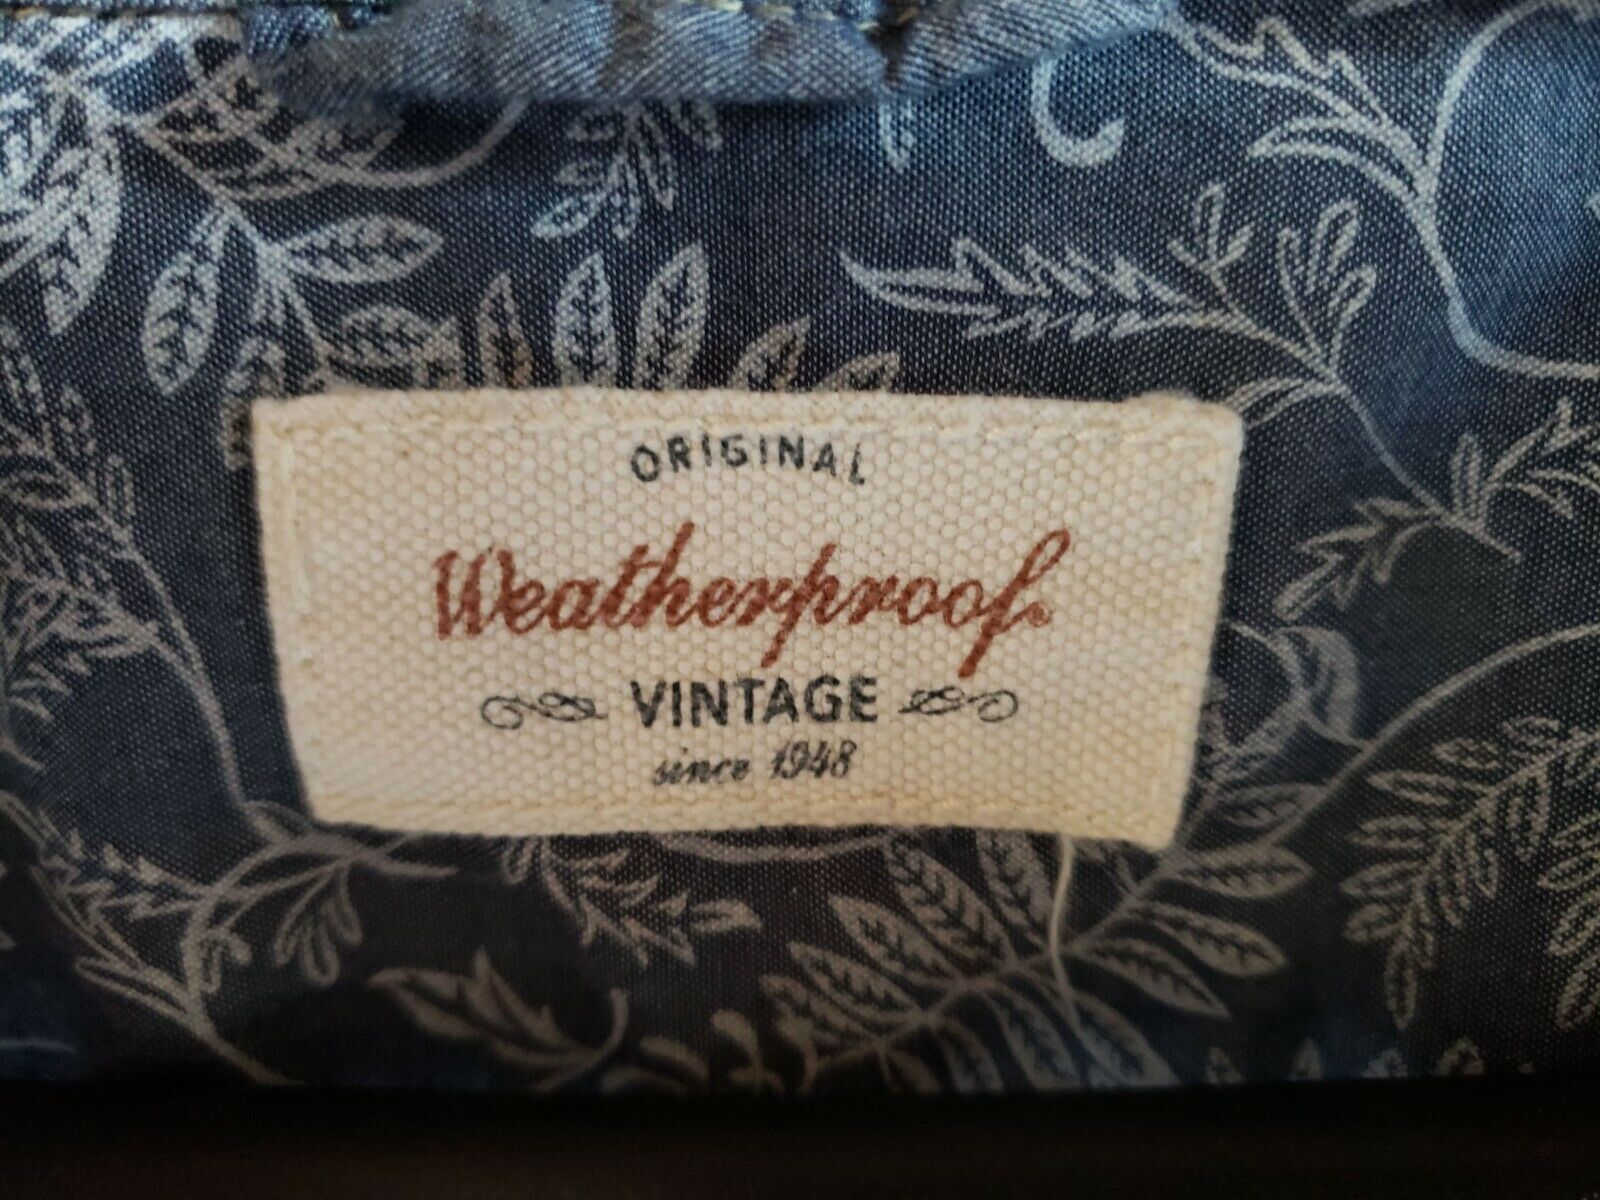 ORIGINAL
Weatherproof®
VINTAGE
since 1948